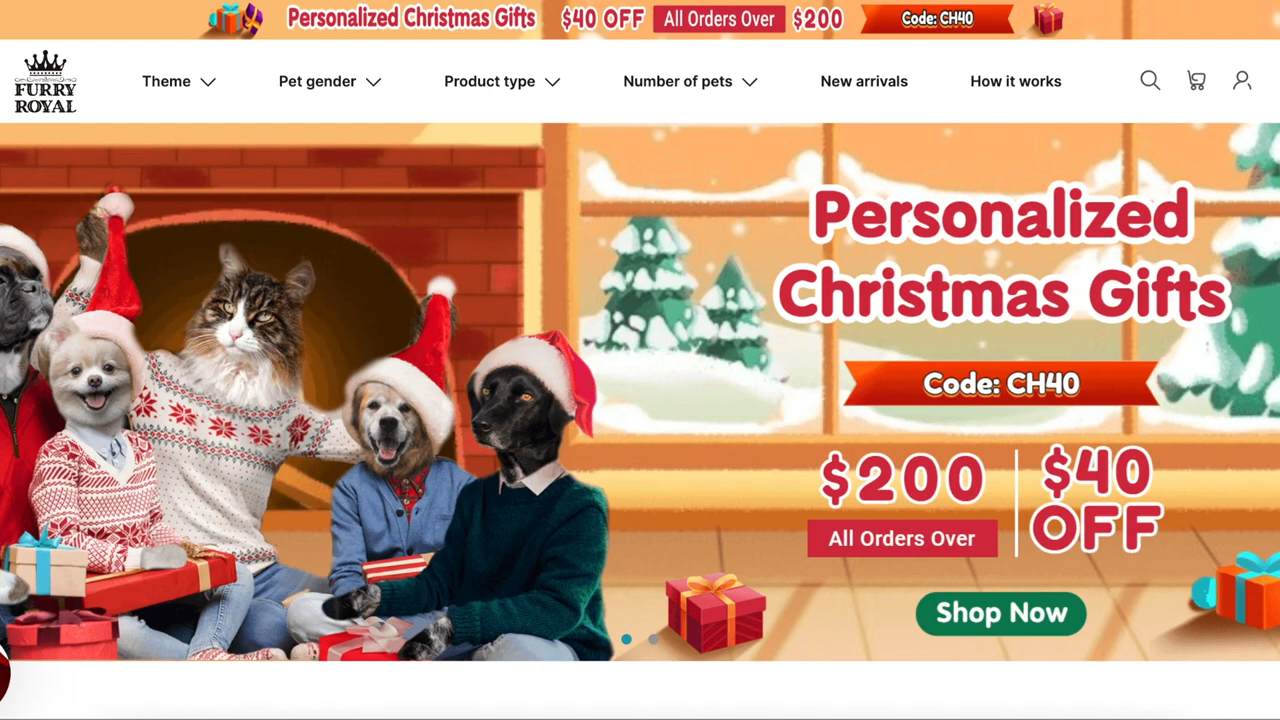 Personalized Christmas Gifts $40 OFF All Orders Over $200 Code: CH40
FURRY
ROYAL
Theme
Pet gender
Product type
Number of pets
New arrivals
How it works
Personalized
Christmas Gifts
Code: CH40
$200
All Orders Over
$40
OFF
Shop Now